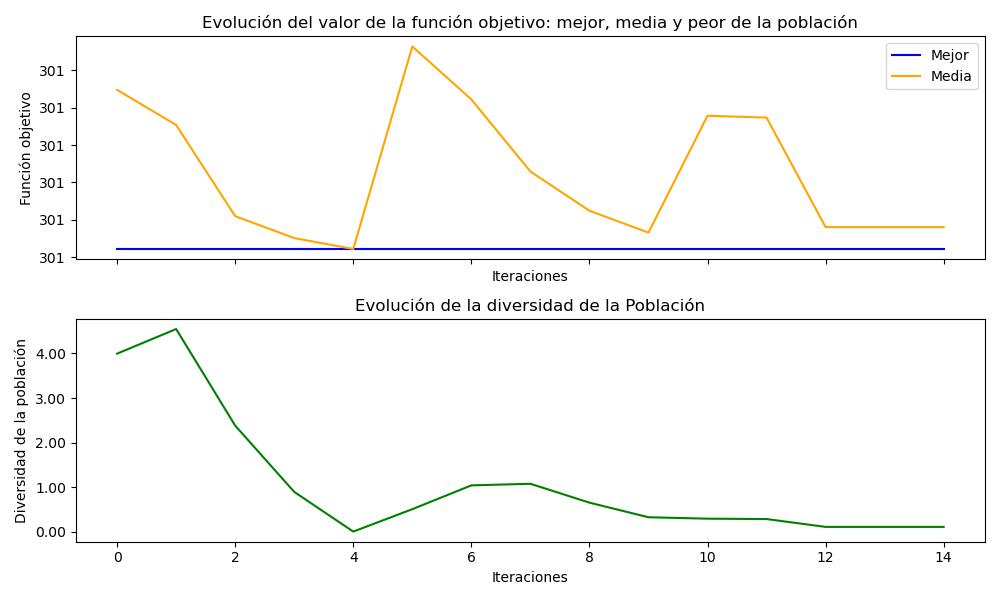 Evolución del valor de la función objetivo: mejor, media y peor de la población
Función objetivo
301
301
301
301
301
301
Mejor
Media
Iteraciones
Evolución de la diversidad de la Población
Diversidad de la población
4.00
3.00
2.00
1.00
0.00
0 2 4 6 8 10 12 14
Iteraciones